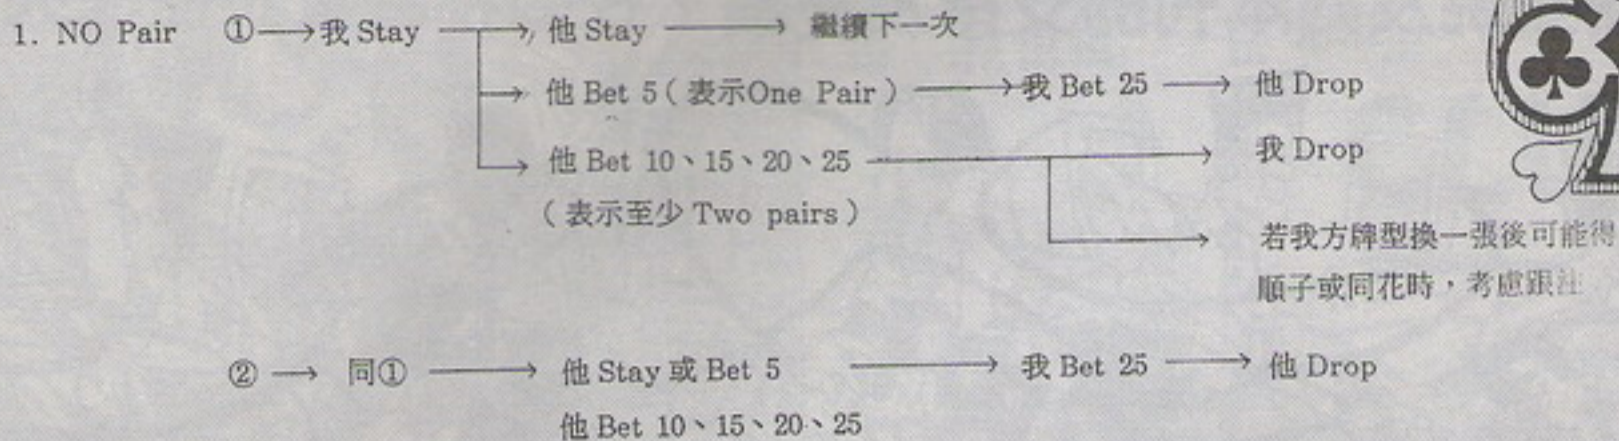 1. NO Pair ①→我 Stay → 他 Stay → 繼續下一次
→ 他 Bet 5（表示One Pair）→我 Bet 25 → 他 Drop
→ 他 Bet 10、15、20、25 → 我 Drop
（表示至少 Two pairs）
→ 若我方牌型換一張後可能得
順子或同花時，考慮跟注
② → 同① → 他 Stay 或 Bet 5 → 我 Bet 25 → 他 Drop
他 Bet 10、15、20、25